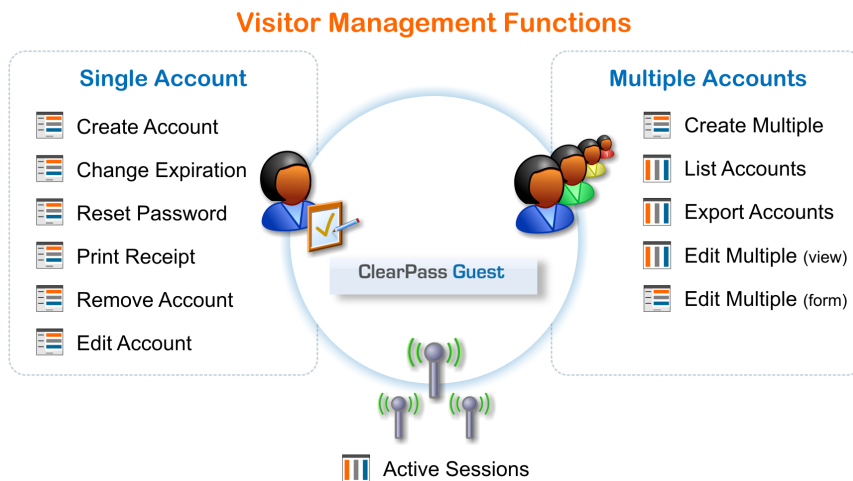 Visitor Management Functions
Single Account
Create Account
Change Expiration
Reset Password
Print Receipt
Remove Account
Edit Account
ClearPass Guest
Multiple Accounts
Create Multiple
List Accounts
Export Accounts
Edit Multiple (view)
Edit Multiple (form)
Active Sessions